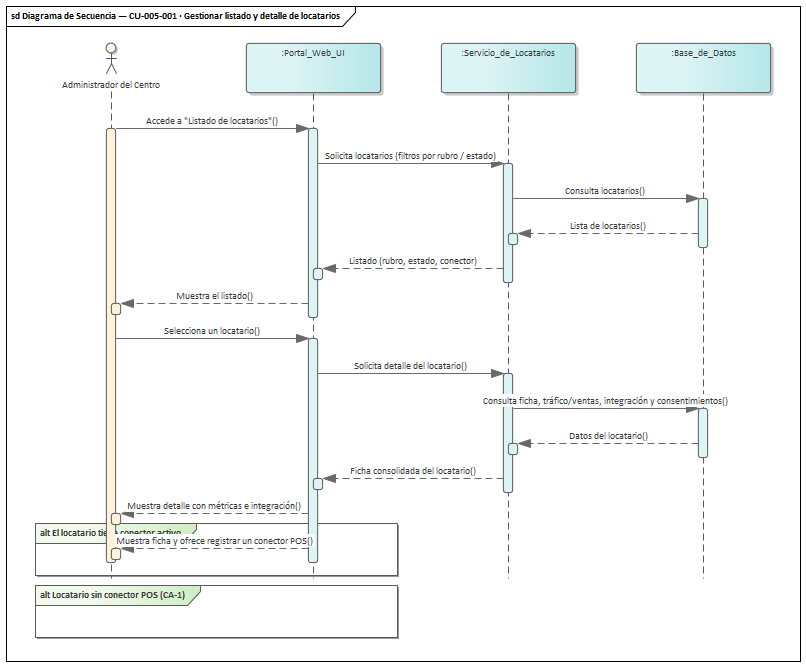 sd Diagrama de Secuencia — CU-005-001 · Gestionar listado y detalle de locatarios
:Portal_Web_UI
:Servicio_de_Locatarios
:Base_de_Datos
Administrador del Centro
Accede a "Listado de locatarios"()
Solicita locatarios (filtros por rubro / estado)
Consulta locatarios()
Lista de locatarios()
Listado (rubro, estado, conector)
Muestra el listado()
Selecciona un locatario()
Solicita detalle del locatario()
Consulta ficha, tráfico/ventas, integración y consentimientos()
Datos del locatario()
Ficha consolidada del locatario()
Muestra detalle con métricas e integración()
alt El locatario conector activo
Muestra ficha y ofrece registrar un conector POS()
alt Locatario sin conector POS (CA-1)